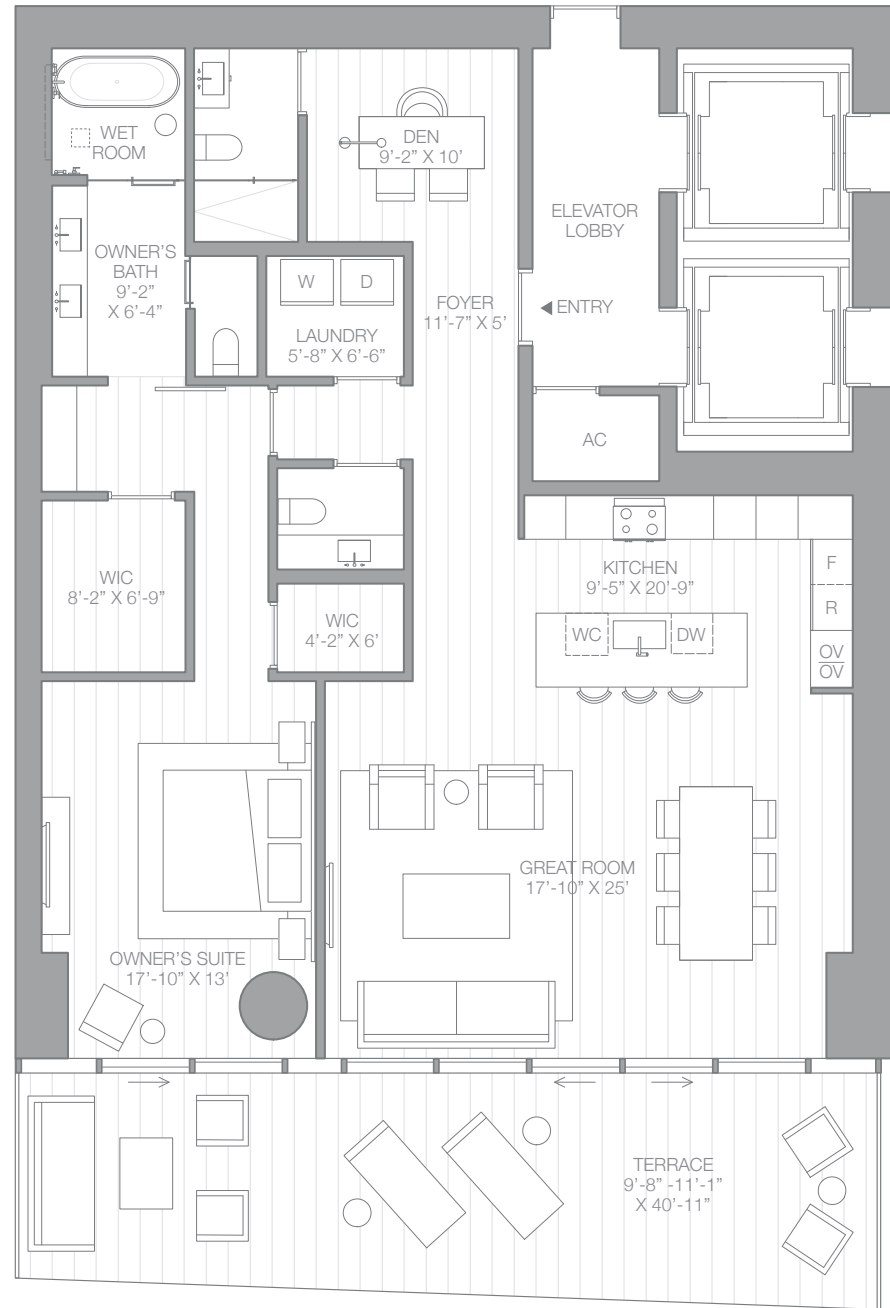 WET
ROOM
DEN
9'-2" X 10'
ELEVATOR
LOBBY
OWNER'S
BATH
9'-2"
X 6'-4"
W
D
LAUNDRY
5'-8" X 6'-6"
FOYER
11'-7" X 5'
ENTRY
AC
WIC
8'-2" X 6'-9"
KITCHEN
9'-5" X 20'-9"
F
R
OV
OV
WIC
4'-2" X 6'
WC
DW
GREAT ROOM
17'-10" X 25'
OWNER'S SUITE
17'-10" X 13'
TERRACE
9'-8" -11'-1"
X 40'-11"